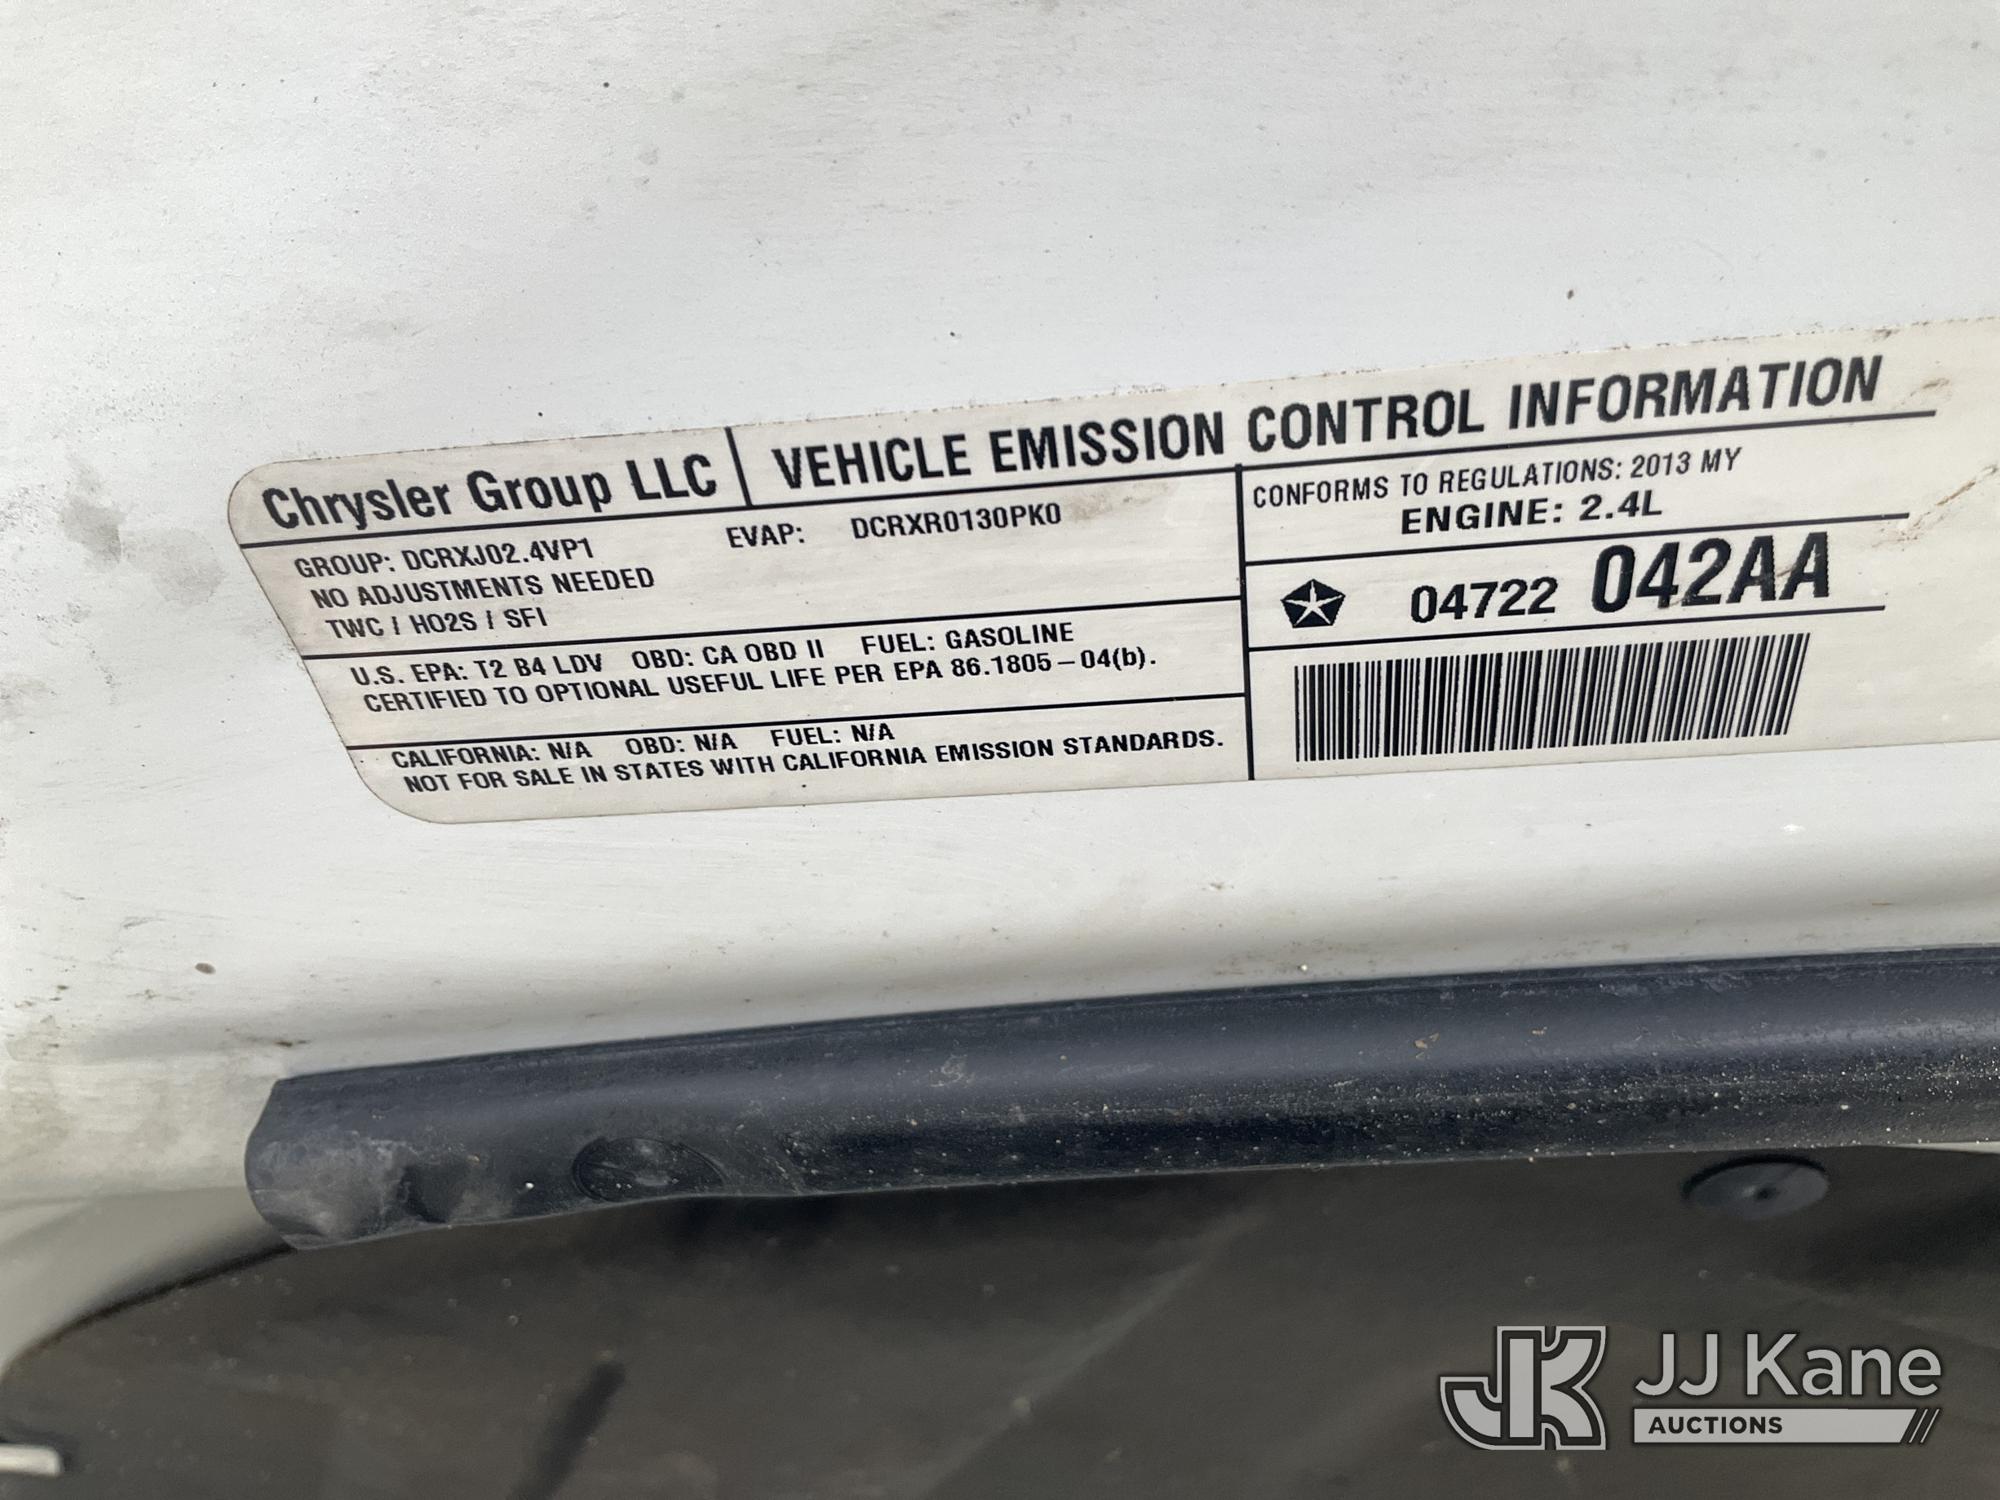 Chrysler Group LLC | VEHICLE EMISSION CONTROL INFORMATION
GROUP: DCRXJ02.4VP1 EVAP: DCRXR0130PK0
NO ADJUSTMENTS NEEDED
TWC / HO2S / SFI
U.S. EPA: T2 B4 LDV OBD: CA OBD II FUEL: GASOLINE
CERTIFIED TO OPTIONAL USEFUL LIFE PER EPA 86.1805-04(b).
CALIFORNIA: N/A OBD: N/A FUEL: N/A
NOT FOR SALE IN STATES WITH CALIFORNIA EMISSION STANDARDS.
CONFORMS TO REGULATIONS: 2013 MY
ENGINE: 2.4L
04722 042AA
JK JJ Kane
AUCTIONS